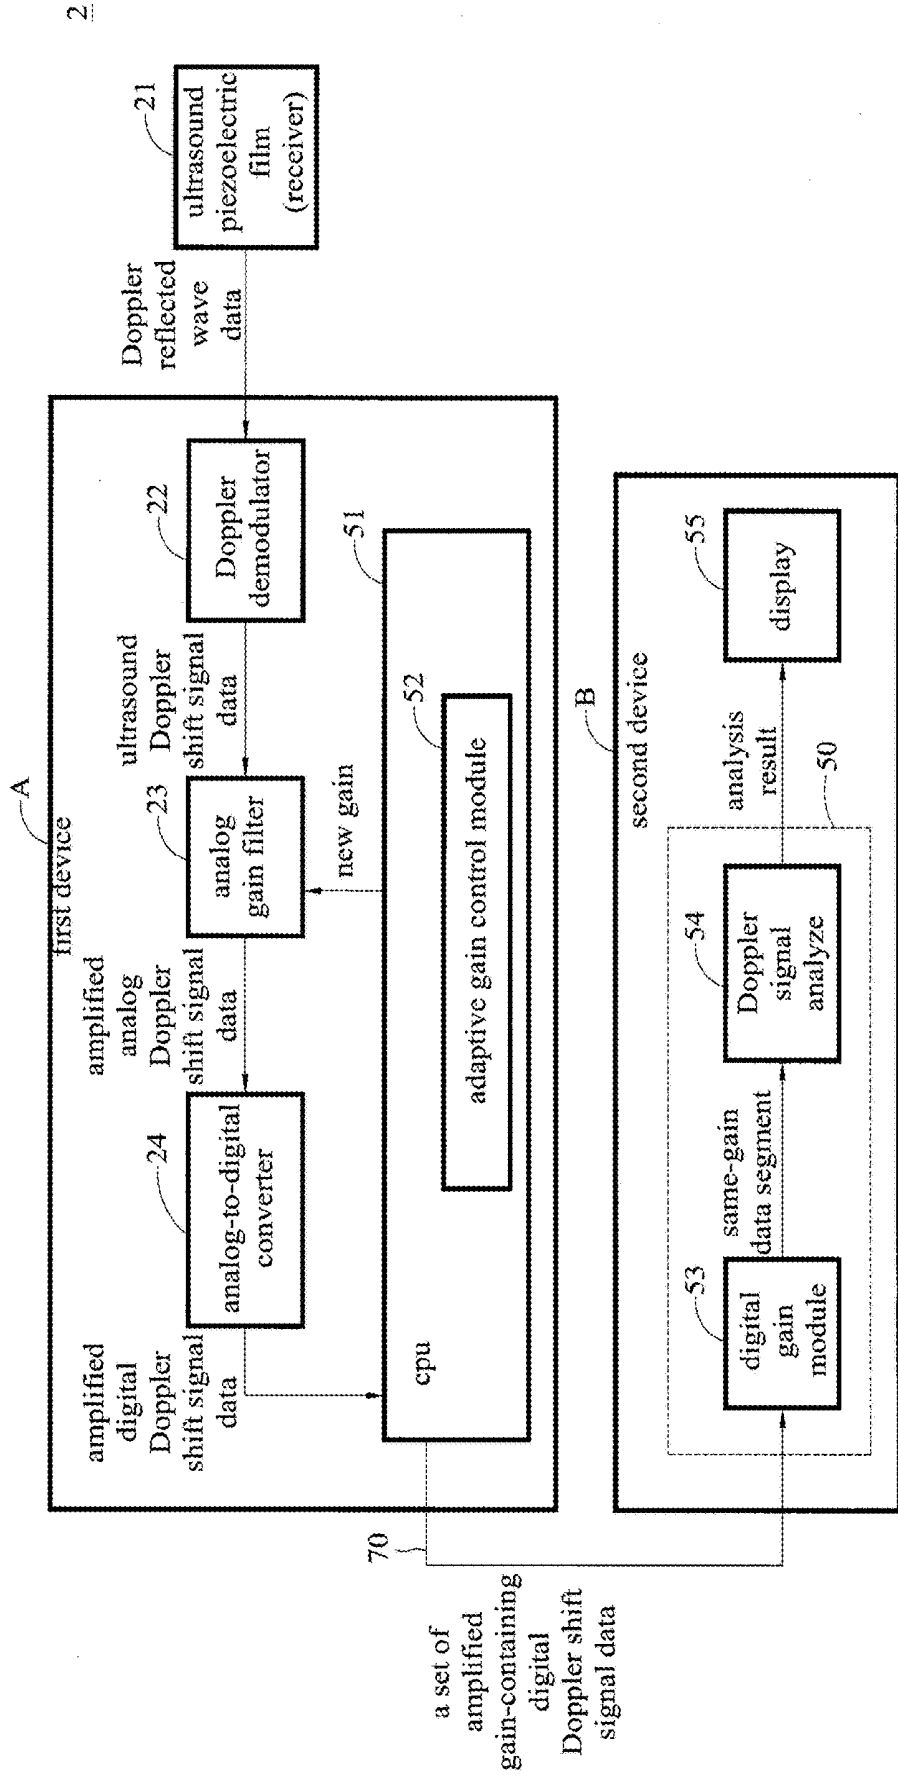 2
21
ultrasound
piezoelectric
film
(receiver)
Doppler
reflected
wave
data
A
first device
22
Doppler
demodulator
ultrasound
Doppler
shift signal
data
23
analog
gain filter
amplified
analog
Doppler
shift signal
data
24
analog-to-digital
converter
amplified
digital
Doppler
shift signal
data
new gain
51
cpu
52
adaptive gain control module
70
a set of
amplified
gain-containing
digital
Doppler shift
signal data
B
second device
50
53
digital
gain
module
same-gain
data segment
54
Doppler
signal
analyze
analysis
result
55
display